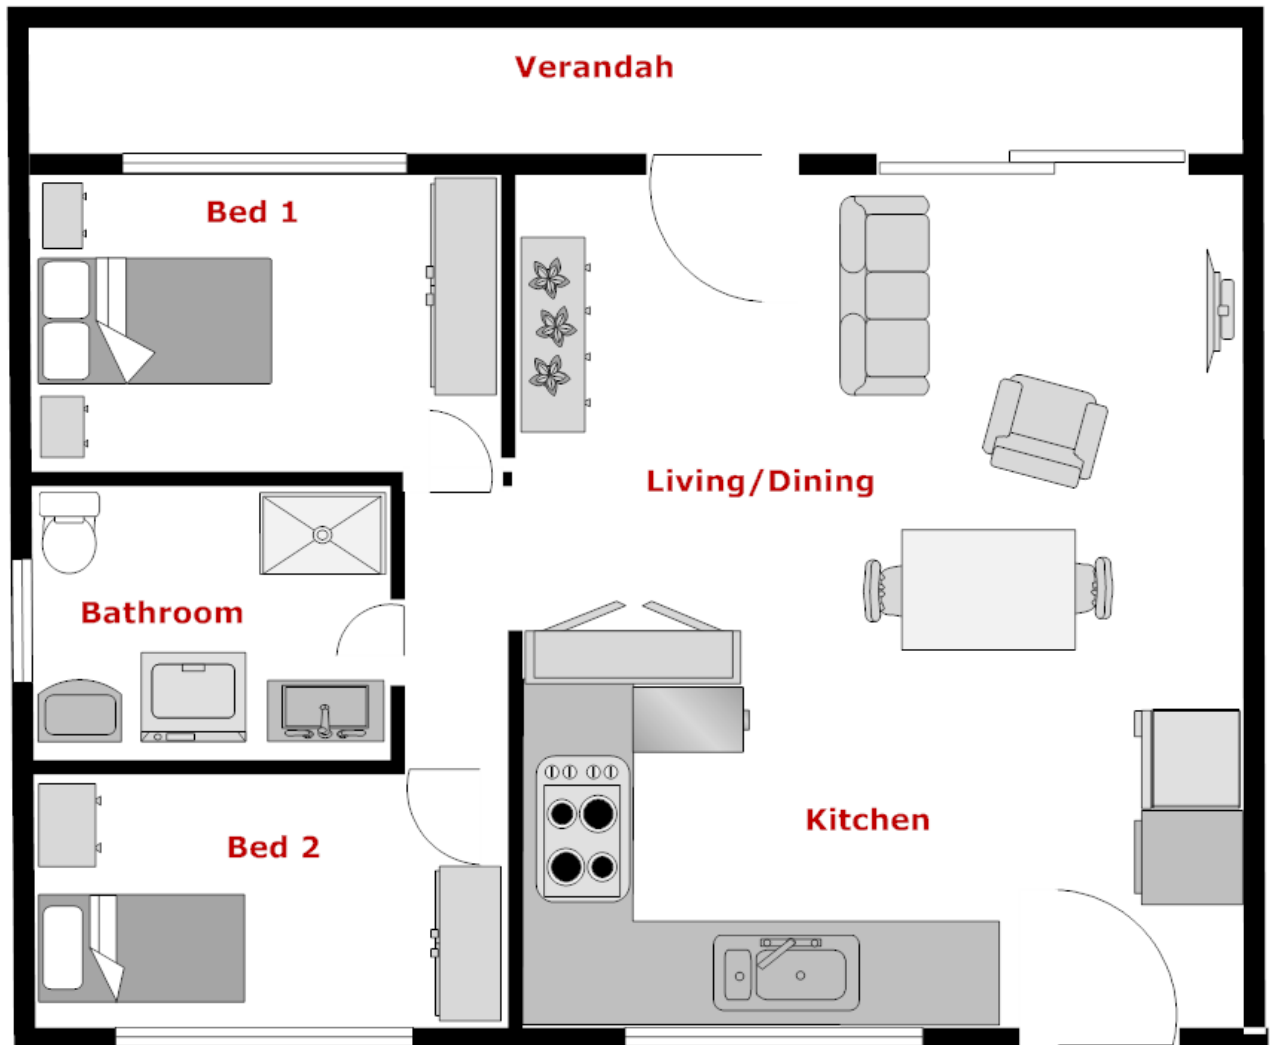 Verandah
Bed 1
Living/Dining
Bathroom
Kitchen
Bed 2